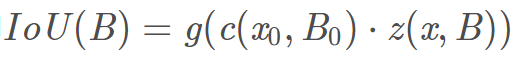 IoU(B) = g(c(x₀, B₀) · z(x, B))